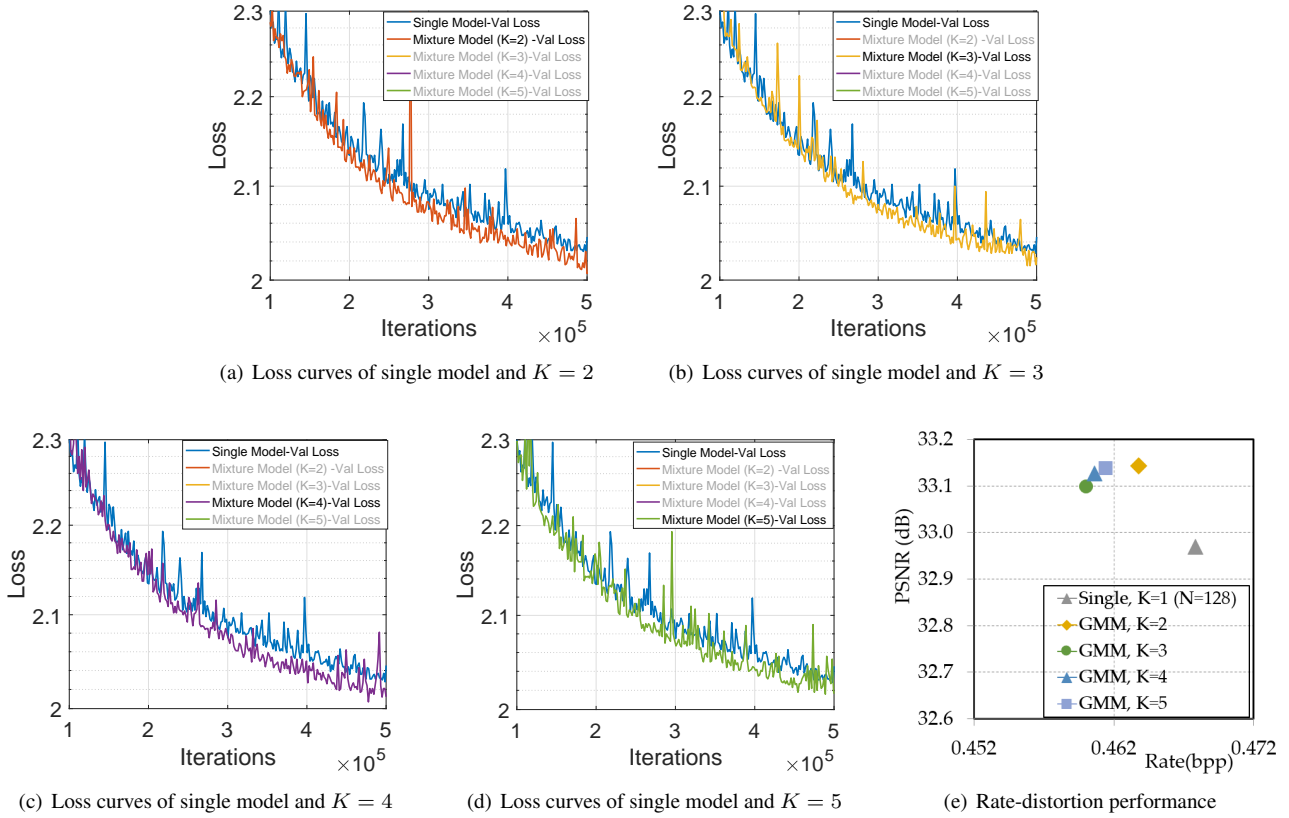 2.3
2.2
2.1
2
Loss
Single Model-Val Loss
Mixture Model (K=2) -Val Loss
Mixture Model (K=3)-Val Loss
Mixture Model (K=4)-Val Loss
Mixture Model (K=5)-Val Loss
1 2 3 4 5
Iterations
×10^5
(a) Loss curves of single model and K = 2
2.3
2.2
2.1
2
Loss
Single Model-Val Loss
Mixture Model (K=2) -Val Loss
Mixture Model (K=3)-Val Loss
Mixture Model (K=4)-Val Loss
Mixture Model (K=5)-Val Loss
1 2 3 4 5
Iterations
×10^5
(b) Loss curves of single model and K = 3
2.3
2.2
2.1
2
Loss
Single Model-Val Loss
Mixture Model (K=2) -Val Loss
Mixture Model (K=3)-Val Loss
Mixture Model (K=4)-Val Loss
Mixture Model (K=5)-Val Loss
1 2 3 4 5
Iterations
×10^5
(c) Loss curves of single model and K = 4
2.3
2.2
2.1
2
Loss
Single Model-Val Loss
Mixture Model (K=2) -Val Loss
Mixture Model (K=3)-Val Loss
Mixture Model (K=4)-Val Loss
Mixture Model (K=5)-Val Loss
1 2 3 4 5
Iterations
×10^5
(d) Loss curves of single model and K = 5
33.2
33.1
33.0
32.9
32.8
32.7
32.6
PSNR (dB)
Single, K=1 (N=128)
GMM, K=2
GMM, K=3
GMM, K=4
GMM, K=5
0.452 0.462 0.472
Rate(bpp)
(e) Rate-distortion performance